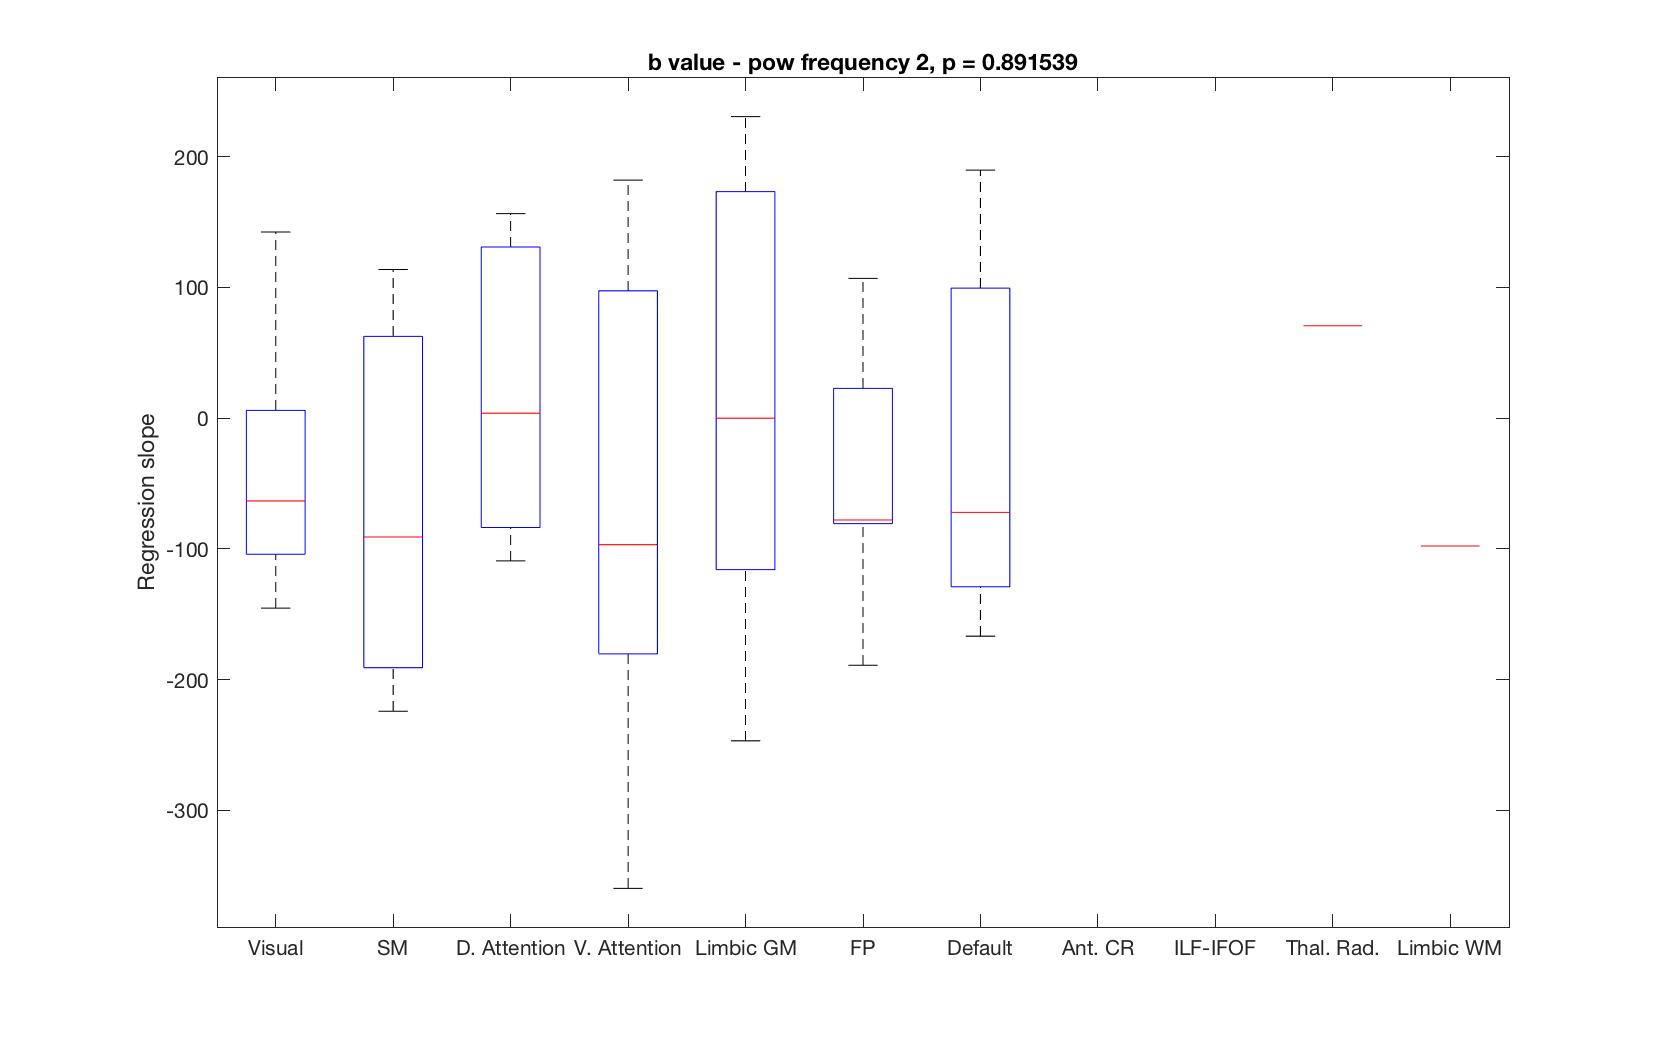 b value - pow frequency 2, p = 0.891539
200
100
0
-100
-200
-300
Regression slope
Visual SM D. Attention V. Attention Limbic GM FP Default Ant. CR ILF-IFOF Thal. Rad. Limbic WM